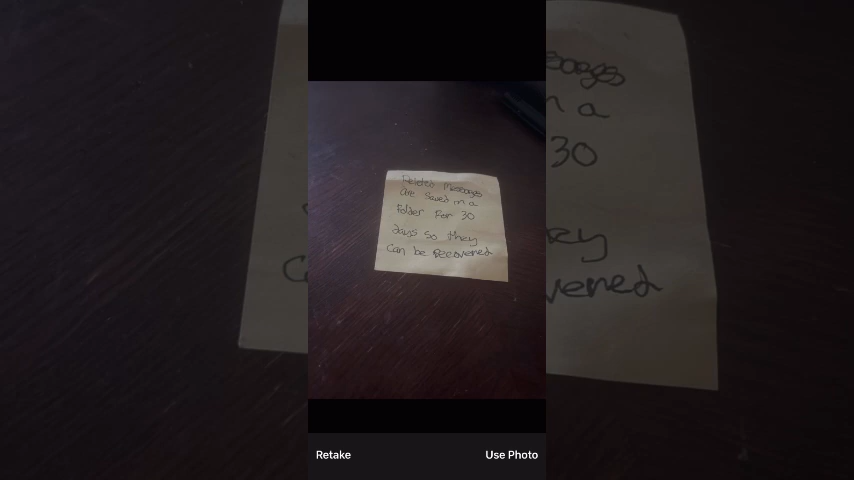 Deleted Messages
are saved in a
Folder For 30
days so they
can be Recovered
Retake
Use Photo